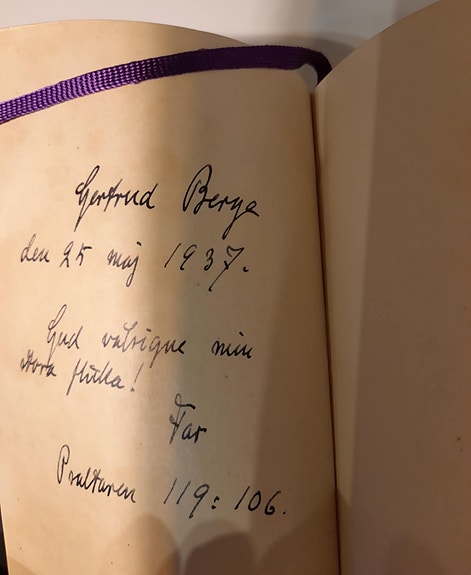 Gertrud Berge
den 25 maj 1937.
Gud välsigne min
stora flicka!
Far
Psaltaren 119:106.